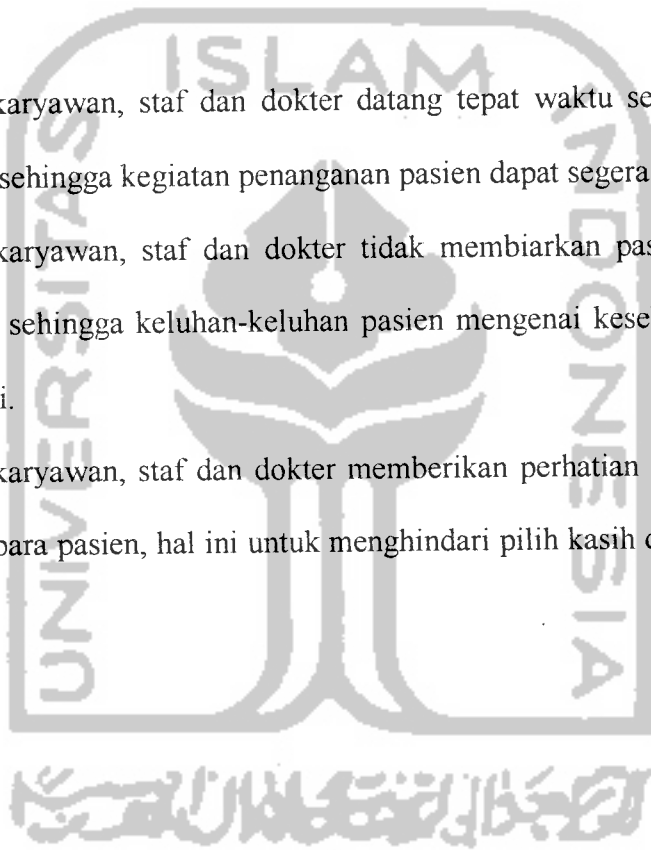 ISLAM
UNIVERSITAS
INDONESIA
karyawan, staf dan dokter datang tepat waktu se
sehingga kegiatan penanganan pasien dapat segera
karyawan, staf dan dokter tidak membiarkan pas
sehingga keluhan-keluhan pasien mengenai kese
i.
karyawan, staf dan dokter memberikan perhatian
para pasien, hal ini untuk menghindari pilih kasih